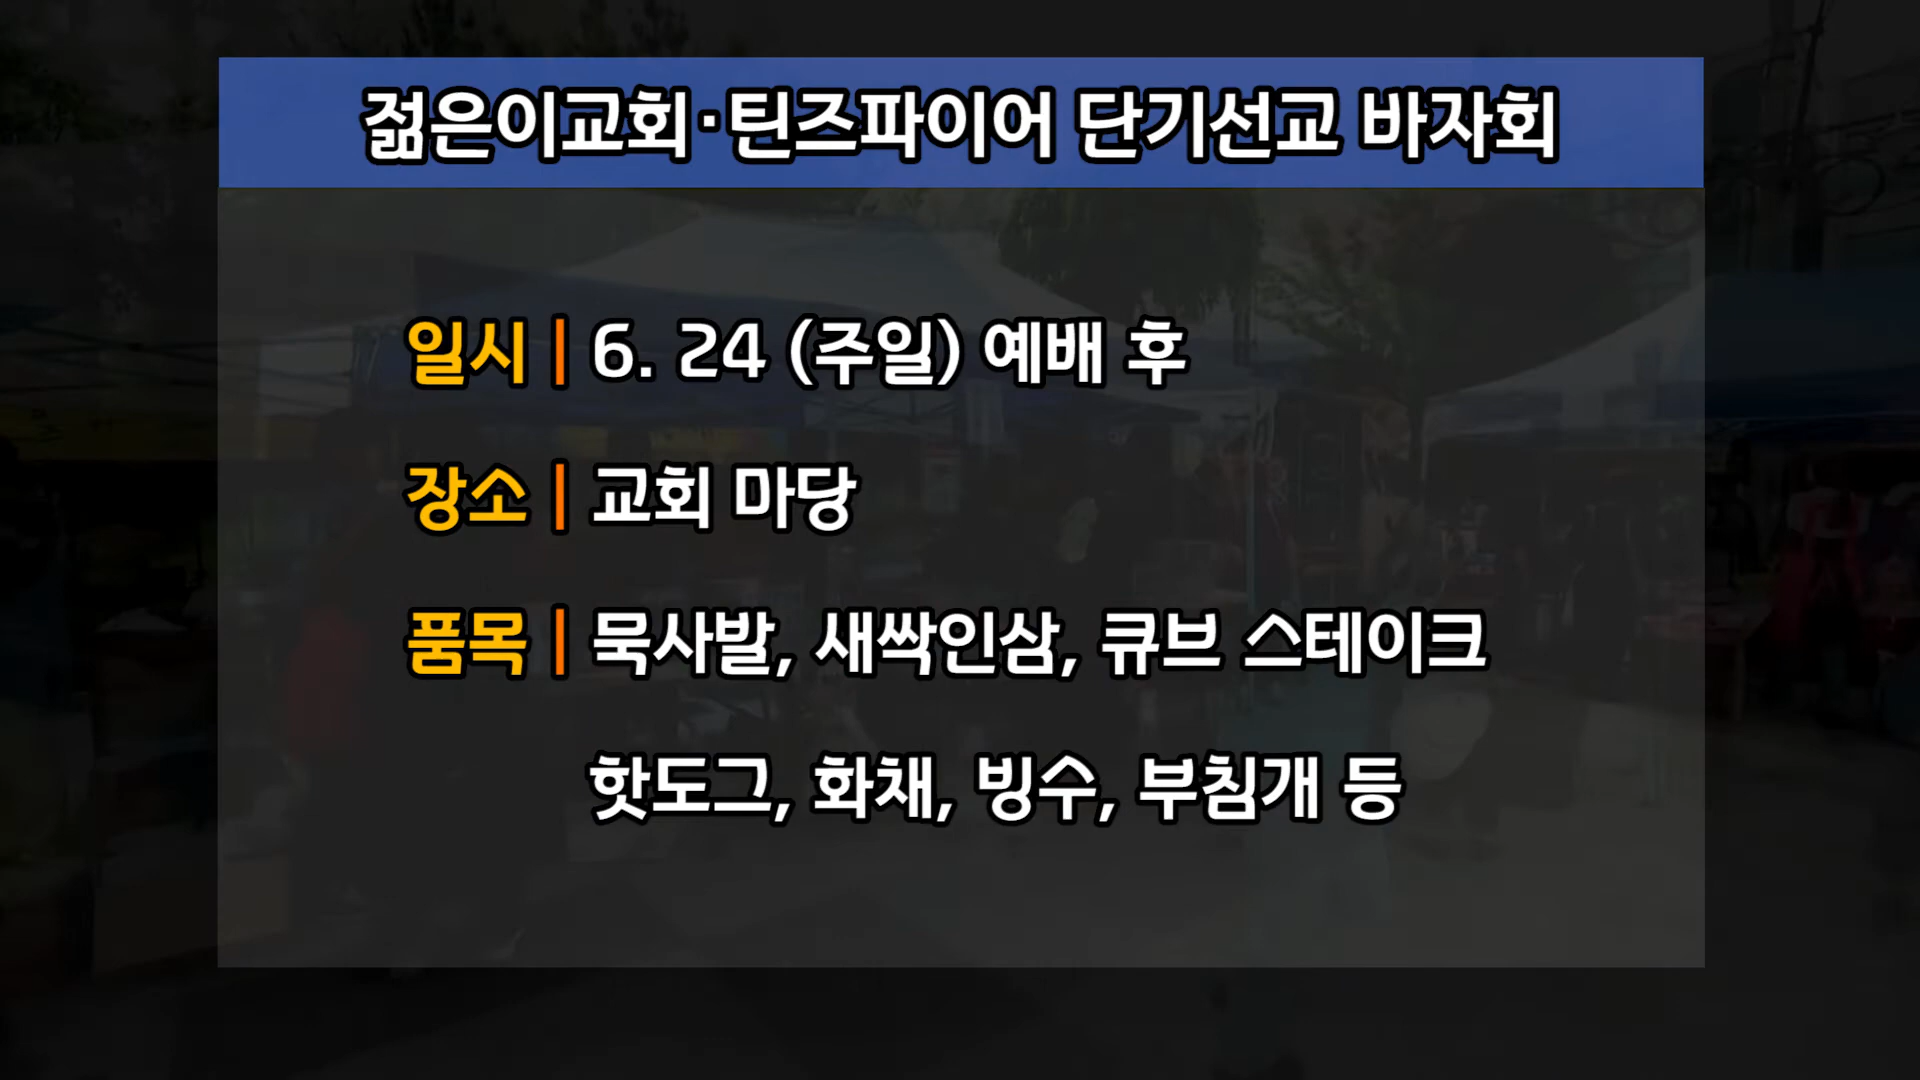 젊은이교회·틴즈파이어 단기선교 바자회
일시 | 6. 24 (주일) 예배 후
장소 | 교회 마당
품목 | 묵사발, 새싹인삼, 큐브 스테이크
핫도그, 화채, 빙수, 부침개 등